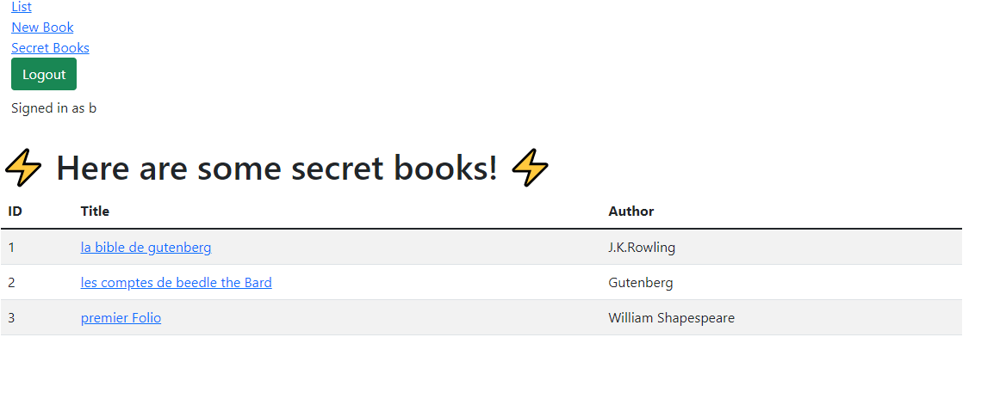 List
New Book
Secret Books
Logout
Signed in as b
⚡ Here are some secret books! ⚡
ID Title Author
1 la bible de gutenberg J.K.Rowling
2 les comptes de beedle the Bard Gutenberg
3 premier Folio William Shapespeare